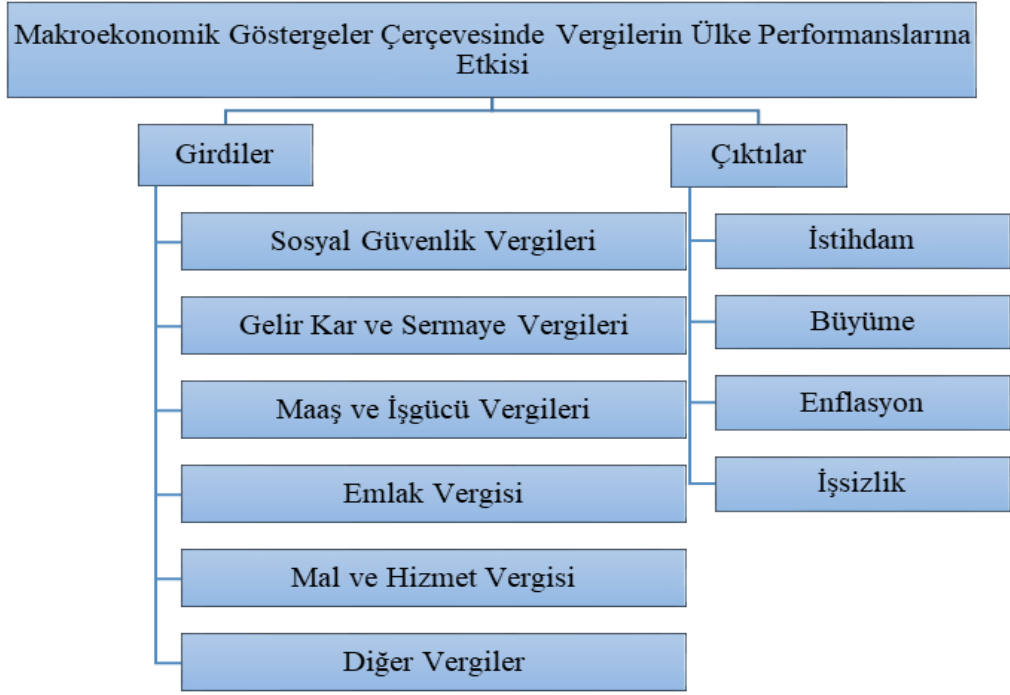 Makroekonomik Göstergeler Çerçevesinde Vergilerin Ülke Performanslarına
Etkisi
Girdiler
Sosyal Güvenlik Vergileri
Gelir Kar ve Sermaye Vergileri
Maaş ve İşgücü Vergileri
Emlak Vergisi
Mal ve Hizmet Vergisi
Diğer Vergiler
Çıktılar
İstihdam
Büyüme
Enflasyon
İşsizlik